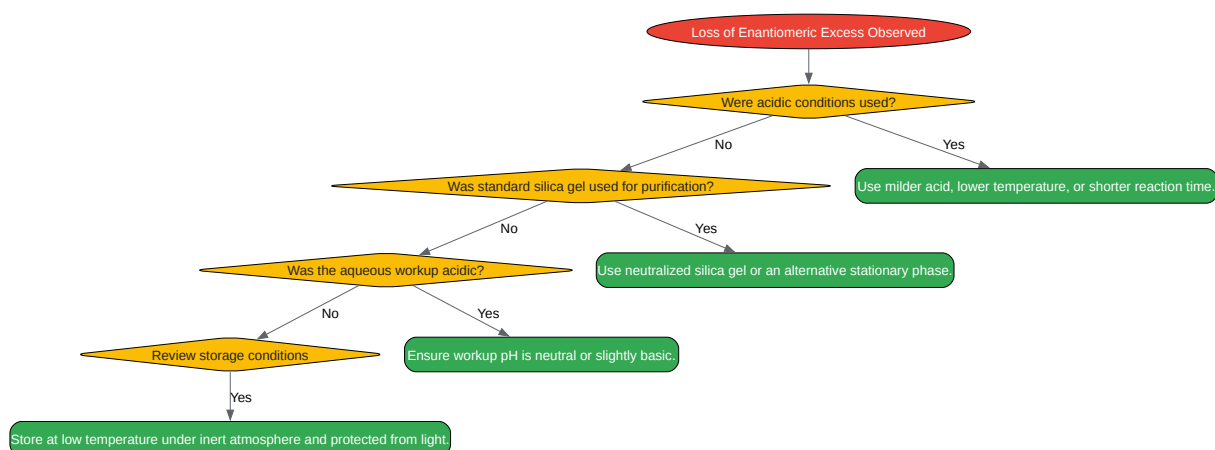 Loss of Enantiomeric Excess Observed
Were acidic conditions used?
No
Yes
Was standard silica gel used for purification?
Use milder acid, lower temperature, or shorter reaction time.
No
Yes
Was the aqueous workup acidic?
Use neutralized silica gel or an alternative stationary phase.
No
Yes
Review storage conditions
Ensure workup pH is neutral or slightly basic.
Yes
Store at low temperature under inert atmosphere and protected from light.